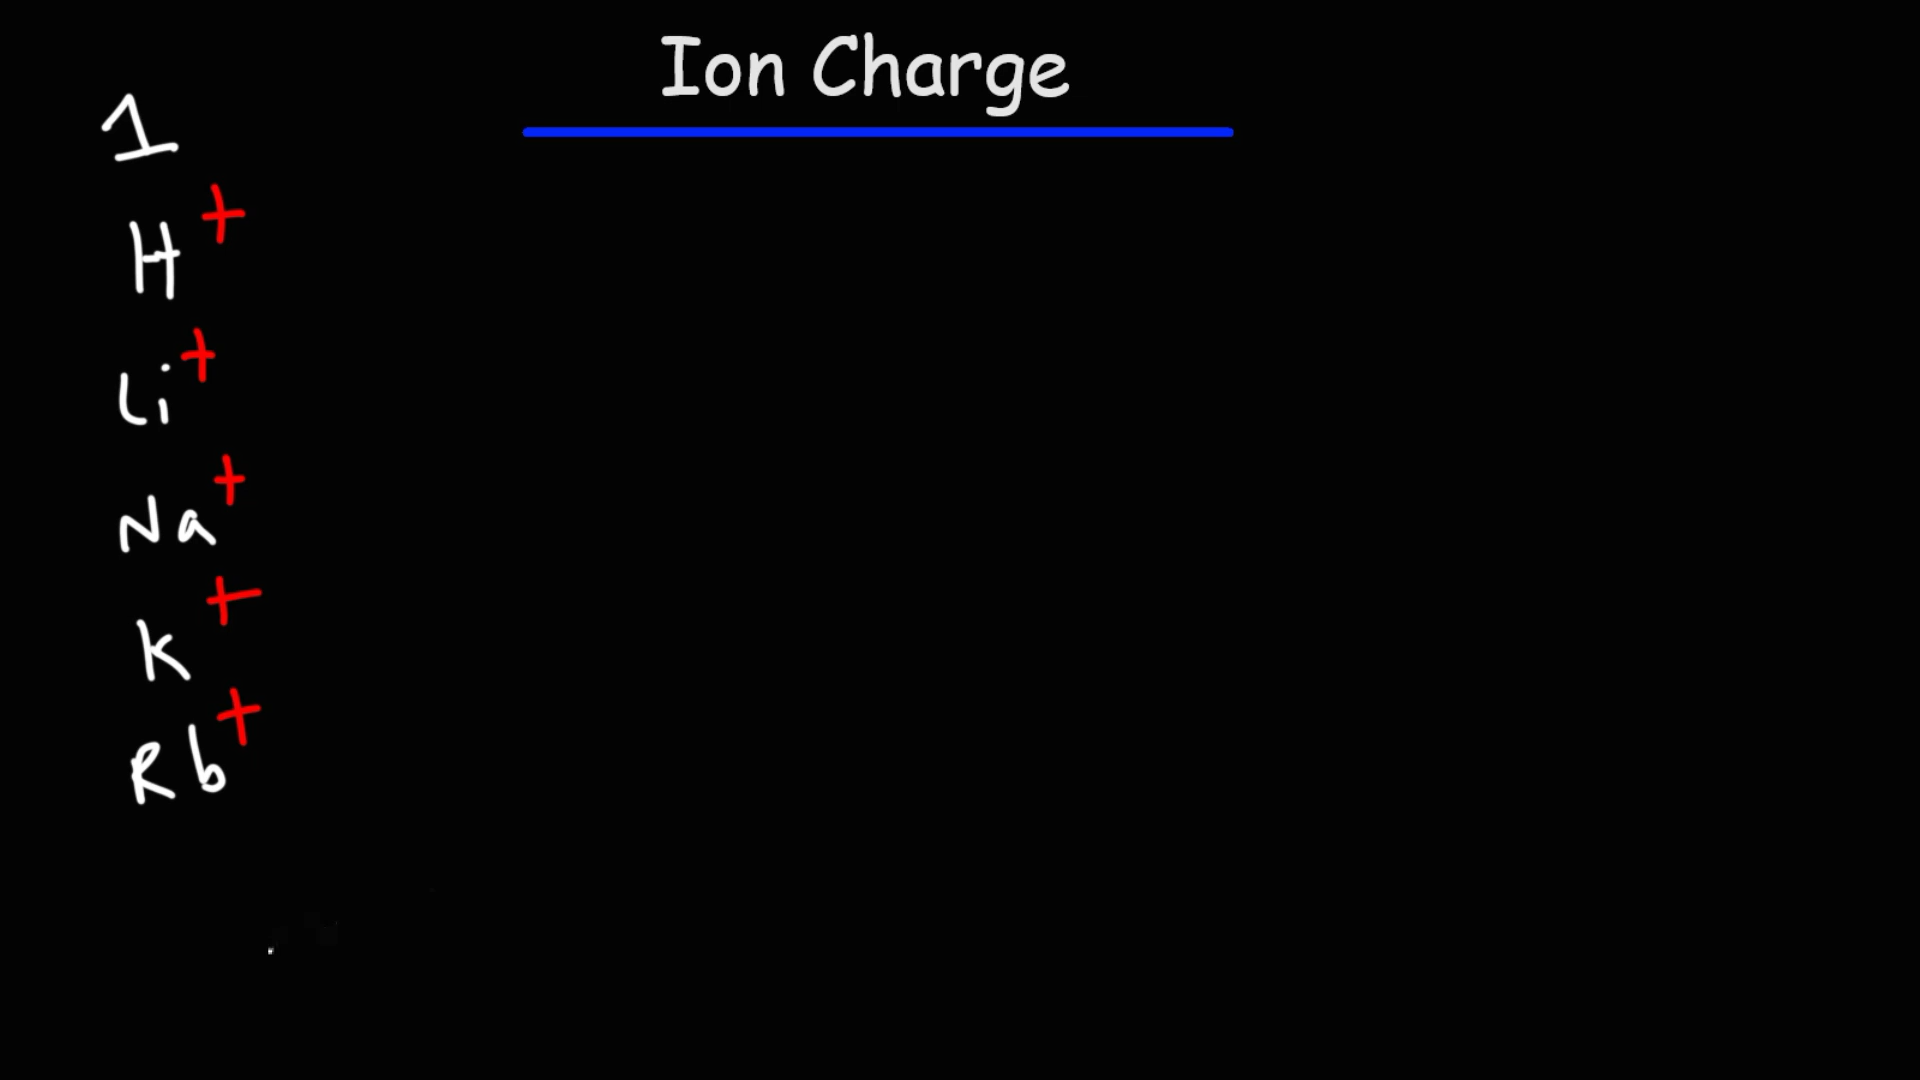 Ion Charge
1
H+
Li+
Na+
K+
Rb+